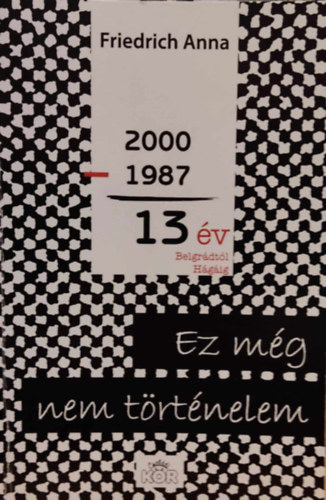 Friedrich Anna
2000
- 1987
13 év
Belgrádtól
Hágáig
Ez még
nem történelem
KÖR